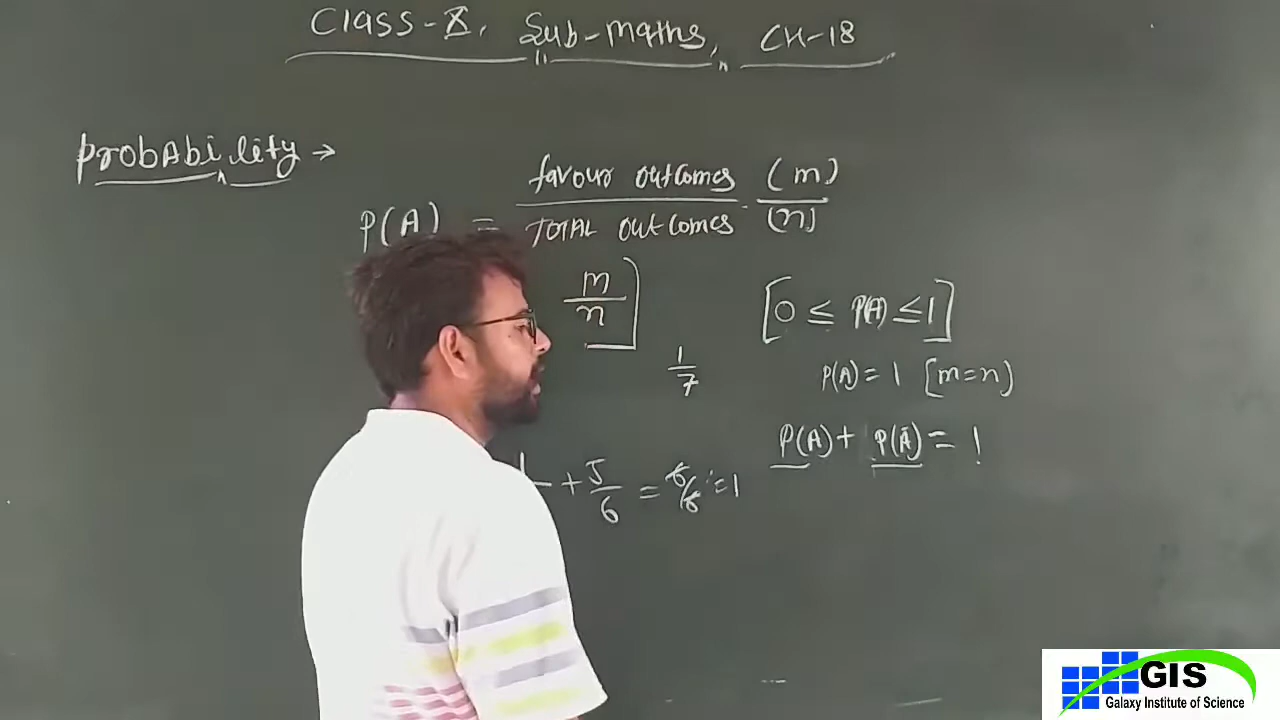 Class-X, Sub-maths, CH-18
Probability →
P(A) = favour outcomes / TOTAL outcomes . (m) / (n)
m / n ]
[0 ≤ P(A) ≤ 1]
1 / 7
P(A) = 1 [m=n)
P(A) + P(Ā) = 1
+ 5/6 = 6/6 = 1
GIS
Galaxy Institute of Science